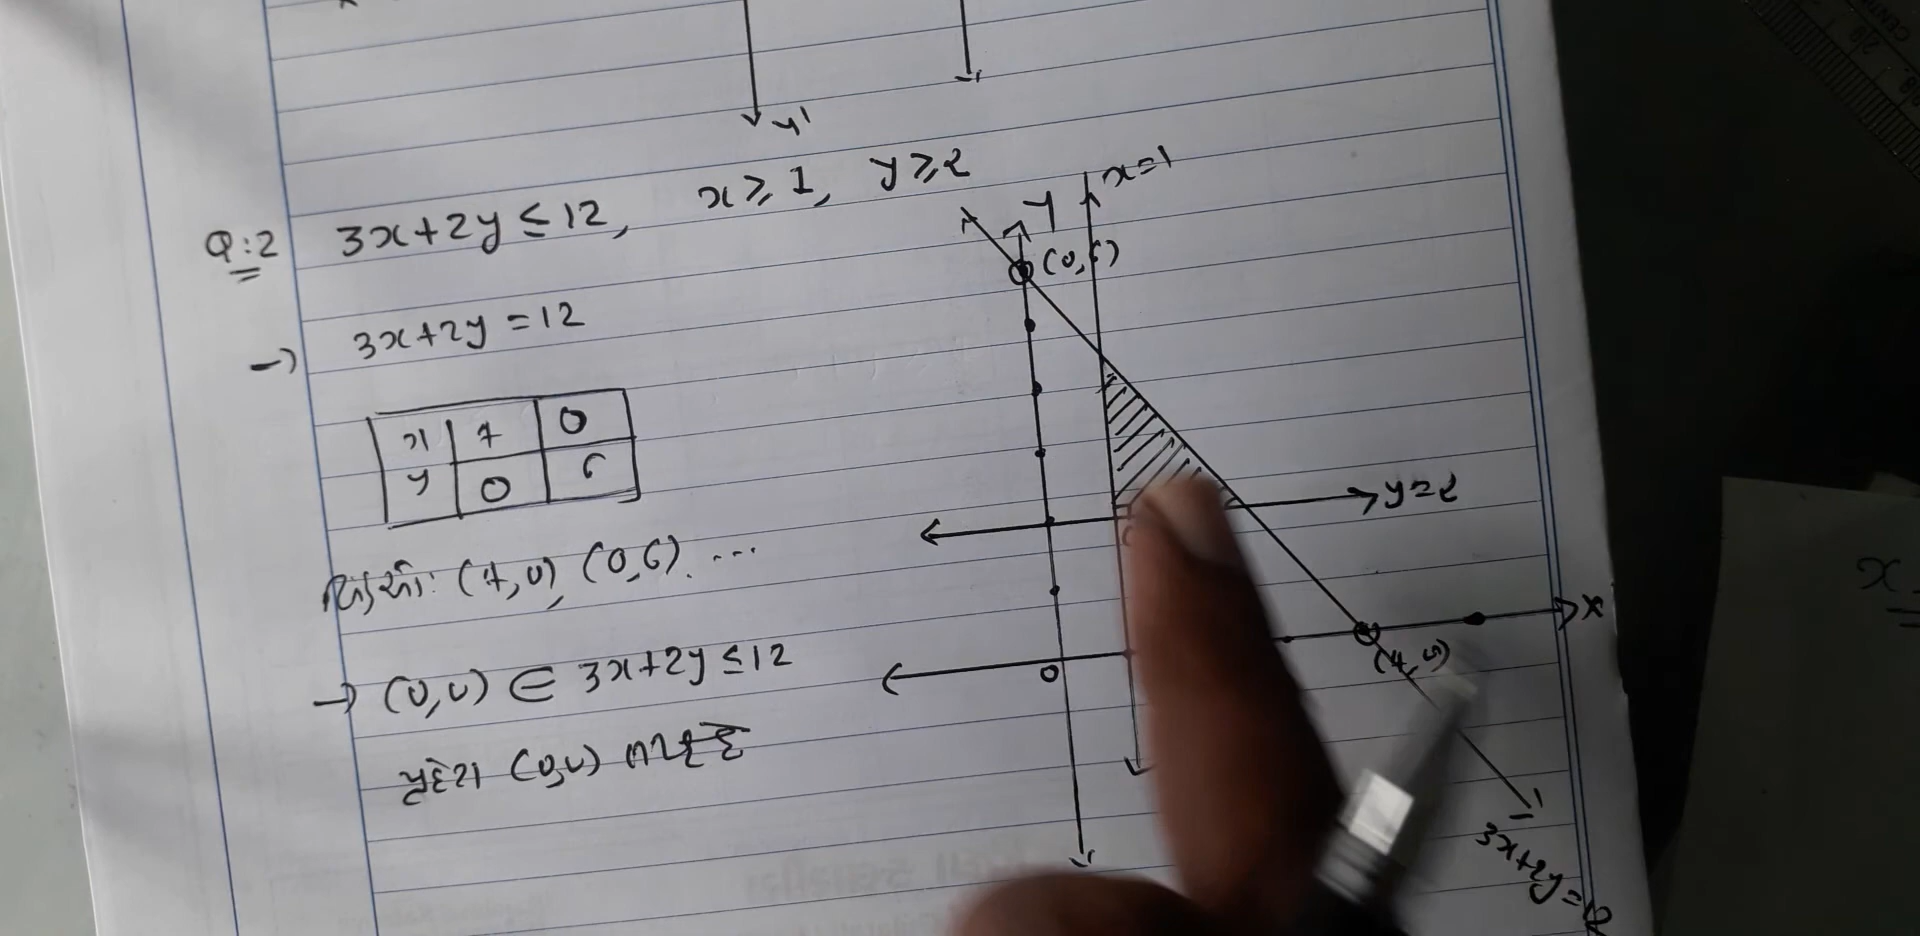 y'
Q:2 3x+2y ≤ 12, x ≥ 1, y ≥ 2
→ 3x+2y = 12
x 4 0
y 0 6
(4,0), (0,6). ...
→ (0,0) ∈ 3x+2y ≤ 12
(0,0)
x=1
Y
(0,6)
y=2
X
(4,0)
O
3x+2y=
x